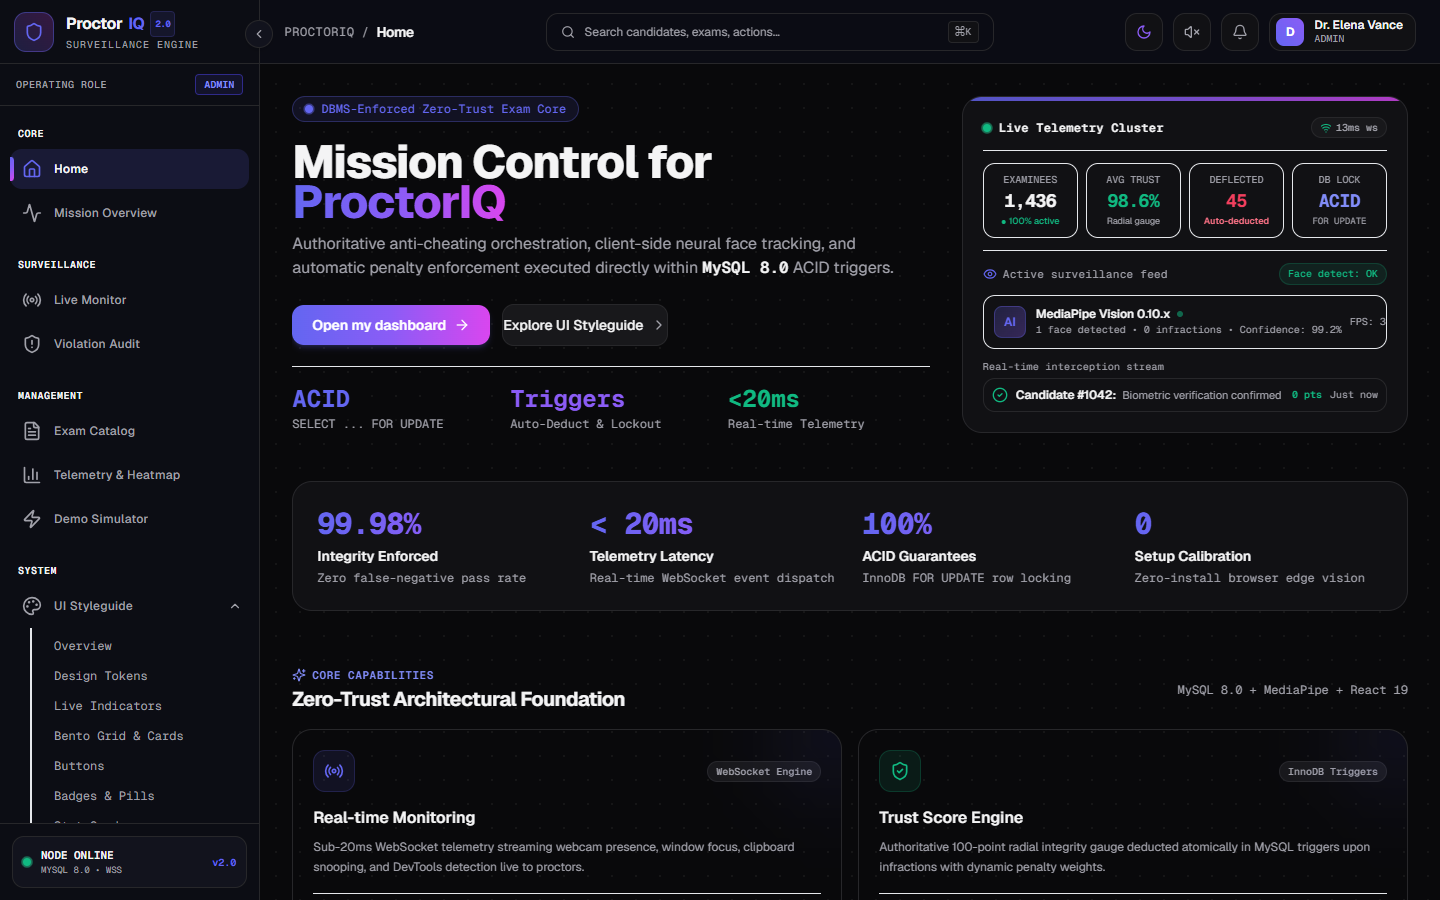 Proctor IQ 2.0
SURVEILLANCE ENGINE
PROCTORIQ / Home
Search candidates, exams, actions...
⌘K
D
Dr. Elena Vance
ADMIN
OPERATING ROLE
ADMIN
CORE
Home
Mission Overview
SURVEILLANCE
Live Monitor
Violation Audit
MANAGEMENT
Exam Catalog
Telemetry & Heatmap
Demo Simulator
SYSTEM
UI Styleguide
Overview
Design Tokens
Live Indicators
Bento Grid & Cards
Buttons
Badges & Pills
NODE ONLINE
MYSQL 8.0 • WSS
v2.0
DBMS-Enforced Zero-Trust Exam Core
Mission Control for
ProctorIQ
Authoritative anti-cheating orchestration, client-side neural face tracking, and
automatic penalty enforcement executed directly within MySQL 8.0 ACID triggers.
Open my dashboard →
Explore UI Styleguide >
ACID
SELECT ... FOR UPDATE
Triggers
Auto-Deduct & Lockout
<20ms
Real-time Telemetry
Live Telemetry Cluster
13ms ws
EXAMINEES
1,436
● 100% active
AVG TRUST
98.6%
Radial gauge
DEFLECTED
45
Auto-deducted
DB LOCK
ACID
FOR UPDATE
Active surveillance feed
Face detect: OK
AI
MediaPipe Vision 0.10.x
1 face detected • 0 infractions • Confidence: 99.2%
FPS: 3
Real-time interception stream
Candidate #1042: Biometric verification confirmed 0 pts Just now
99.98%
Integrity Enforced
Zero false-negative pass rate
< 20ms
Telemetry Latency
Real-time WebSocket event dispatch
100%
ACID Guarantees
InnoDB FOR UPDATE row locking
0
Setup Calibration
Zero-install browser edge vision
CORE CAPABILITIES
Zero-Trust Architectural Foundation
MySQL 8.0 + MediaPipe + React 19
WebSocket Engine
Real-time Monitoring
Sub-20ms WebSocket telemetry streaming webcam presence, window focus, clipboard
snooping, and DevTools detection live to proctors.
InnoDB Triggers
Trust Score Engine
Authoritative 100-point radial integrity gauge deducted atomically in MySQL triggers upon
infractions with dynamic penalty weights.